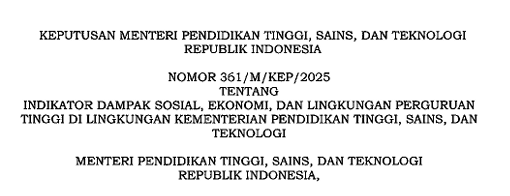 KEPUTUSAN MENTERI PENDIDIKAN TINGGI, SAINS, DAN TEKNOLOGI
REPUBLIK INDONESIA
NOMOR 361/M/KEP/2025
TENTANG
INDIKATOR DAMPAK SOSIAL, EKONOMI, DAN LINGKUNGAN PERGURUAN
TINGGI DI LINGKUNGAN KEMENTERIAN PENDIDIKAN TINGGI, SAINS, DAN
TEKNOLOGI
MENTERI PENDIDIKAN TINGGI, SAINS, DAN TEKNOLOGI
REPUBLIK INDONESIA,